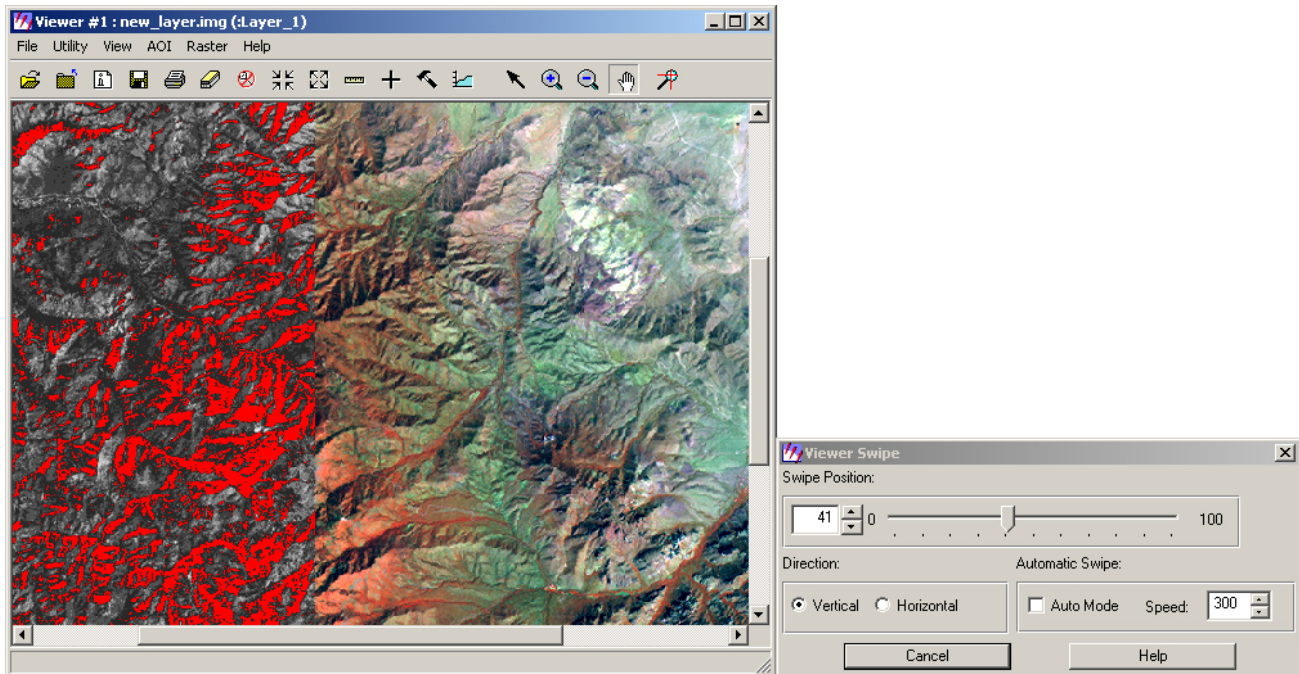 Viewer #1 : new_layer.img (:Layer_1)
File Utility View AOI Raster Help
Viewer Swipe
Swipe Position:
41 0 100
Direction: Automatic Swipe:
Vertical Horizontal Auto Mode Speed: 300
Cancel Help